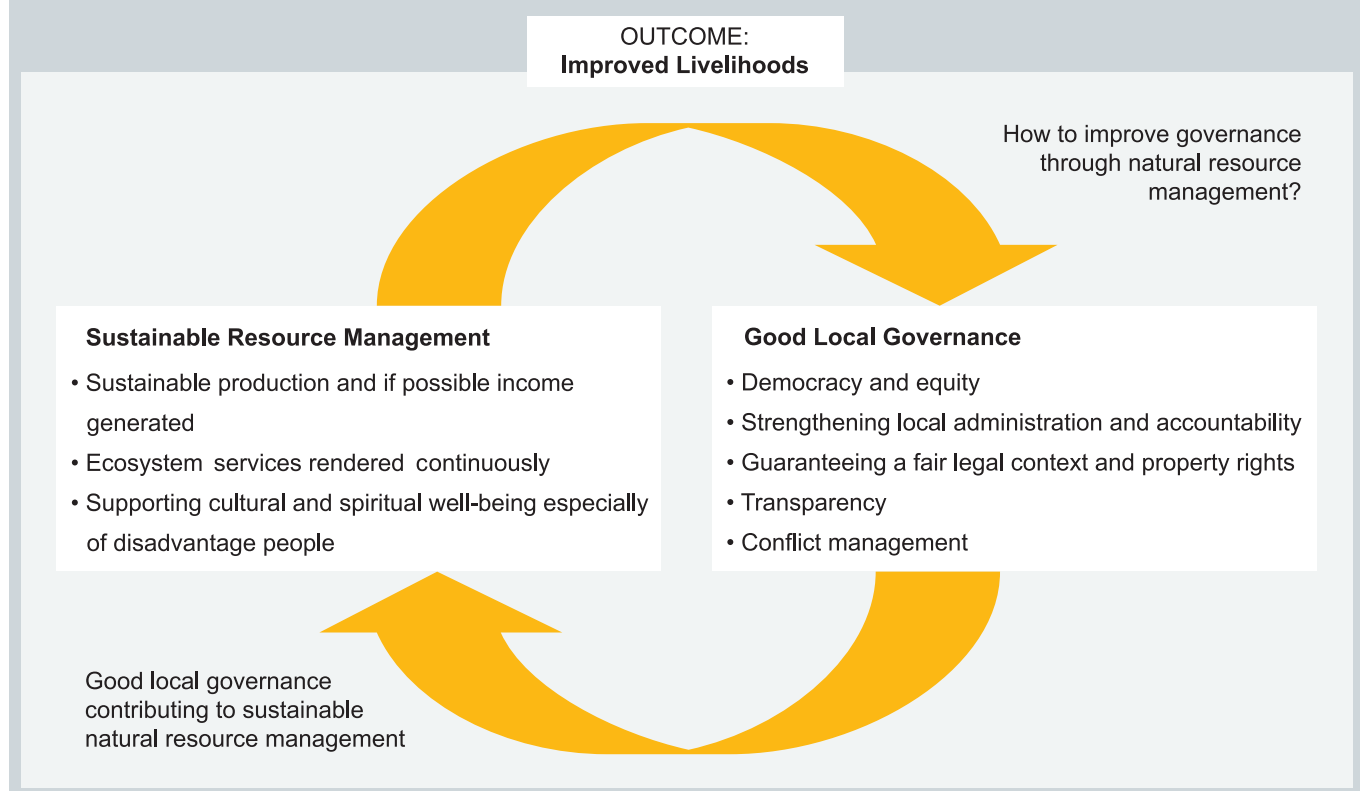 OUTCOME:
Improved Livelihoods
How to improve governance
through natural resource
management?
Sustainable Resource Management
• Sustainable production and if possible income
generated
• Ecosystem services rendered continuously
• Supporting cultural and spiritual well-being especially
of disadvantage people
Good Local Governance
• Democracy and equity
• Strengthening local administration and accountability
• Guaranteeing a fair legal context and property rights
• Transparency
• Conflict management
Good local governance
contributing to sustainable
natural resource management